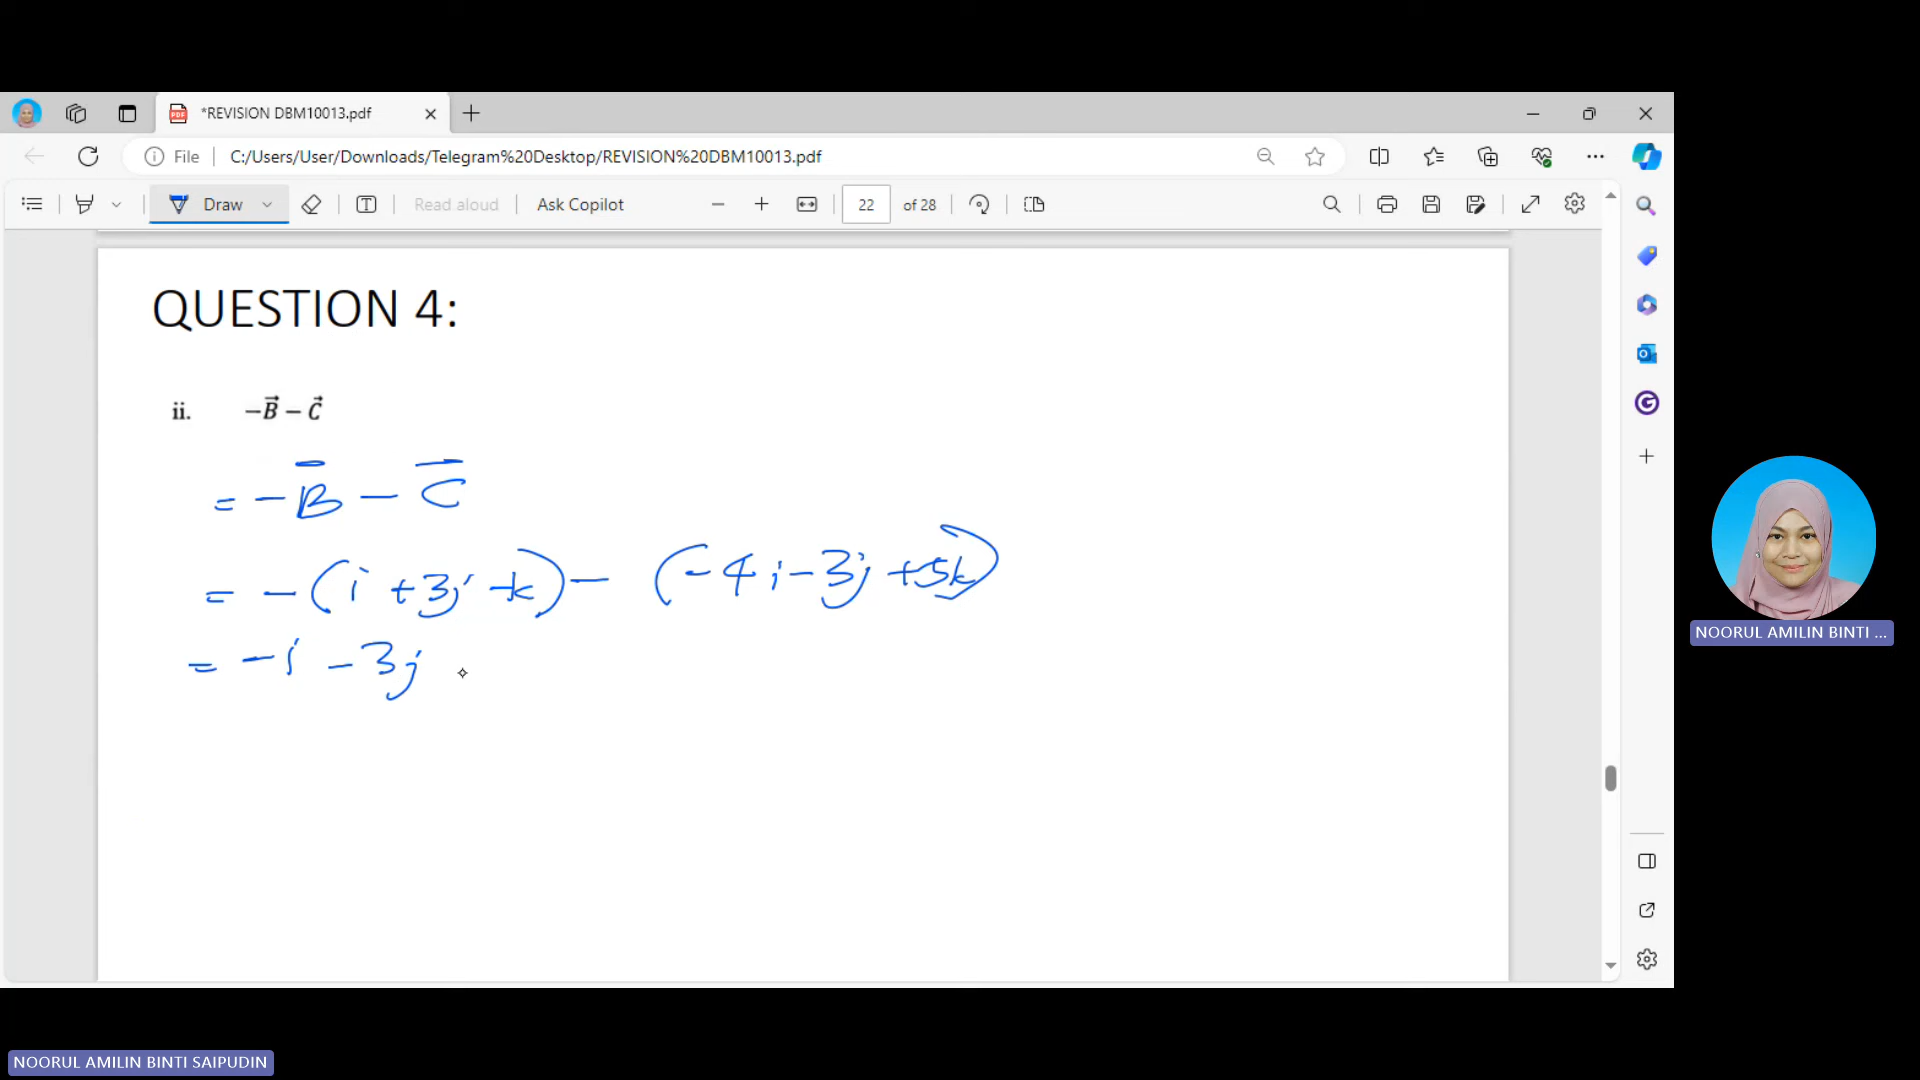 *REVISION DBM10013.pdf
File
C:/Users/User/Downloads/Telegram%20Desktop/REVISION%20DBM10013.pdf
Draw
Read aloud
Ask Copilot
22
of 28
QUESTION 4:
ii. −B⃗ − C⃗
= − B̅ − C̅
= −(i + 3j − k) − (−4i − 3j + 5k)
= −i − 3j
NOORUL AMILIN BINTI ...
NOORUL AMILIN BINTI SAIPUDIN